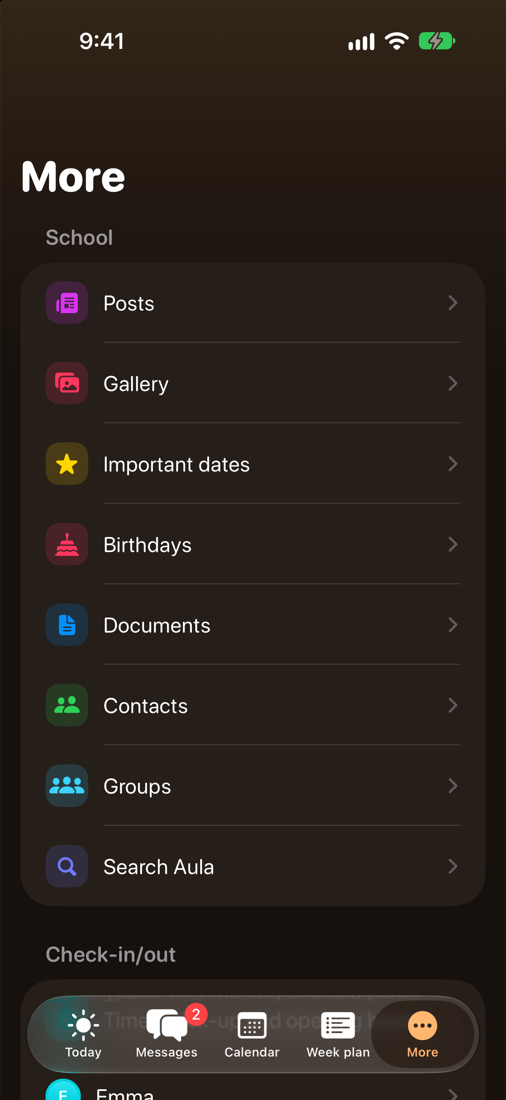 9:41
More
School
Posts
Gallery
Important dates
Birthdays
Documents
Contacts
Groups
Search Aula
Check-in/out
2
Today
Messages
Calendar
Week plan
More
E
Emma